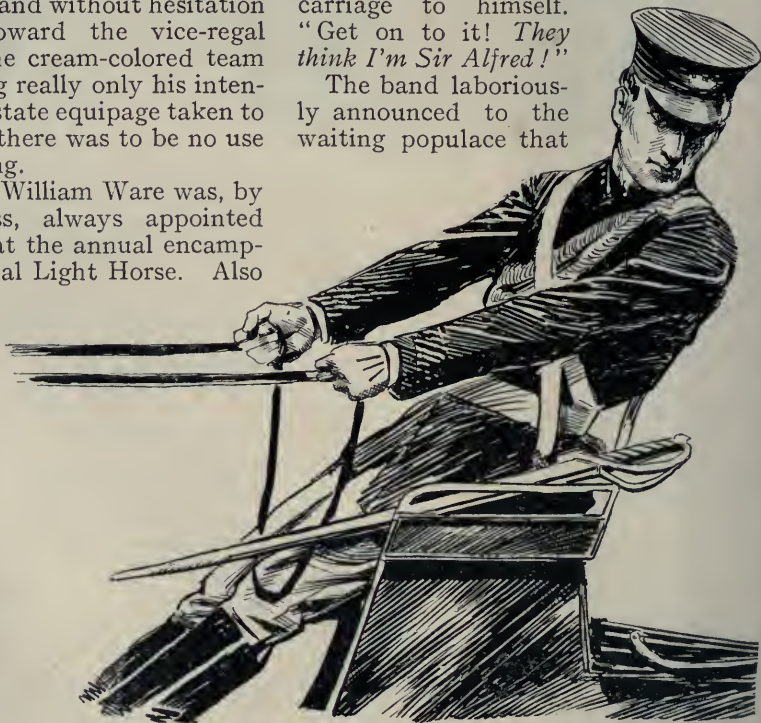 and without hesitation
oward the vice-regal
e cream-colored team
g really only his inten-
state equipage taken to
there was to be no use
g.
William Ware was, by
ss, always appointed
at the annual encamp-
al Light Horse. Also
carriage to himself.
"Get on to it! They
think I'm Sir Alfred!"
The band laborious-
ly announced to the
waiting populace that